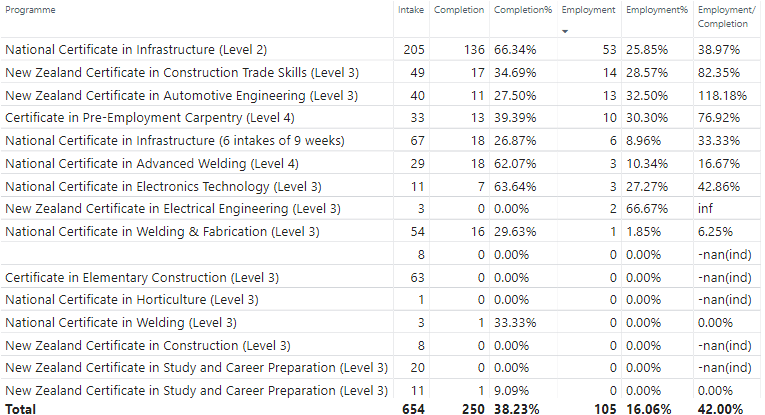 Programme Intake Completion Completion% Employment Employment% Employment/
Completion
National Certificate in Infrastructure (Level 2) 205 136 66.34% 53 25.85% 38.97%
New Zealand Certificate in Construction Trade Skills (Level 3) 49 17 34.69% 14 28.57% 82.35%
New Zealand Certificate in Automotive Engineering (Level 3) 40 11 27.50% 13 32.50% 118.18%
Certificate in Pre-Employment Carpentry (Level 4) 33 13 39.39% 10 30.30% 76.92%
National Certificate in Infrastructure (6 intakes of 9 weeks) 67 18 26.87% 6 8.96% 33.33%
National Certificate in Advanced Welding (Level 4) 29 18 62.07% 3 10.34% 16.67%
National Certificate in Electronics Technology (Level 3) 11 7 63.64% 3 27.27% 42.86%
New Zealand Certificate in Electrical Engineering (Level 3) 3 0 0.00% 2 66.67% inf
National Certificate in Welding & Fabrication (Level 3) 54 16 29.63% 1 1.85% 6.25%
8 0 0.00% 0 0.00% -nan(ind)
Certificate in Elementary Construction (Level 3) 63 0 0.00% 0 0.00% -nan(ind)
National Certificate in Horticulture (Level 3) 1 0 0.00% 0 0.00% -nan(ind)
National Certificate in Welding (Level 3) 3 1 33.33% 0 0.00% 0.00%
New Zealand Certificate in Construction (Level 3) 8 0 0.00% 0 0.00% -nan(ind)
New Zealand Certificate in Study and Career Preparation (Level 3) 20 0 0.00% 0 0.00% -nan(ind)
New Zealand Certificate in Study and Career Preparation (Level 3) 11 1 9.09% 0 0.00% 0.00%
Total 654 250 38.23% 105 16.06% 42.00%